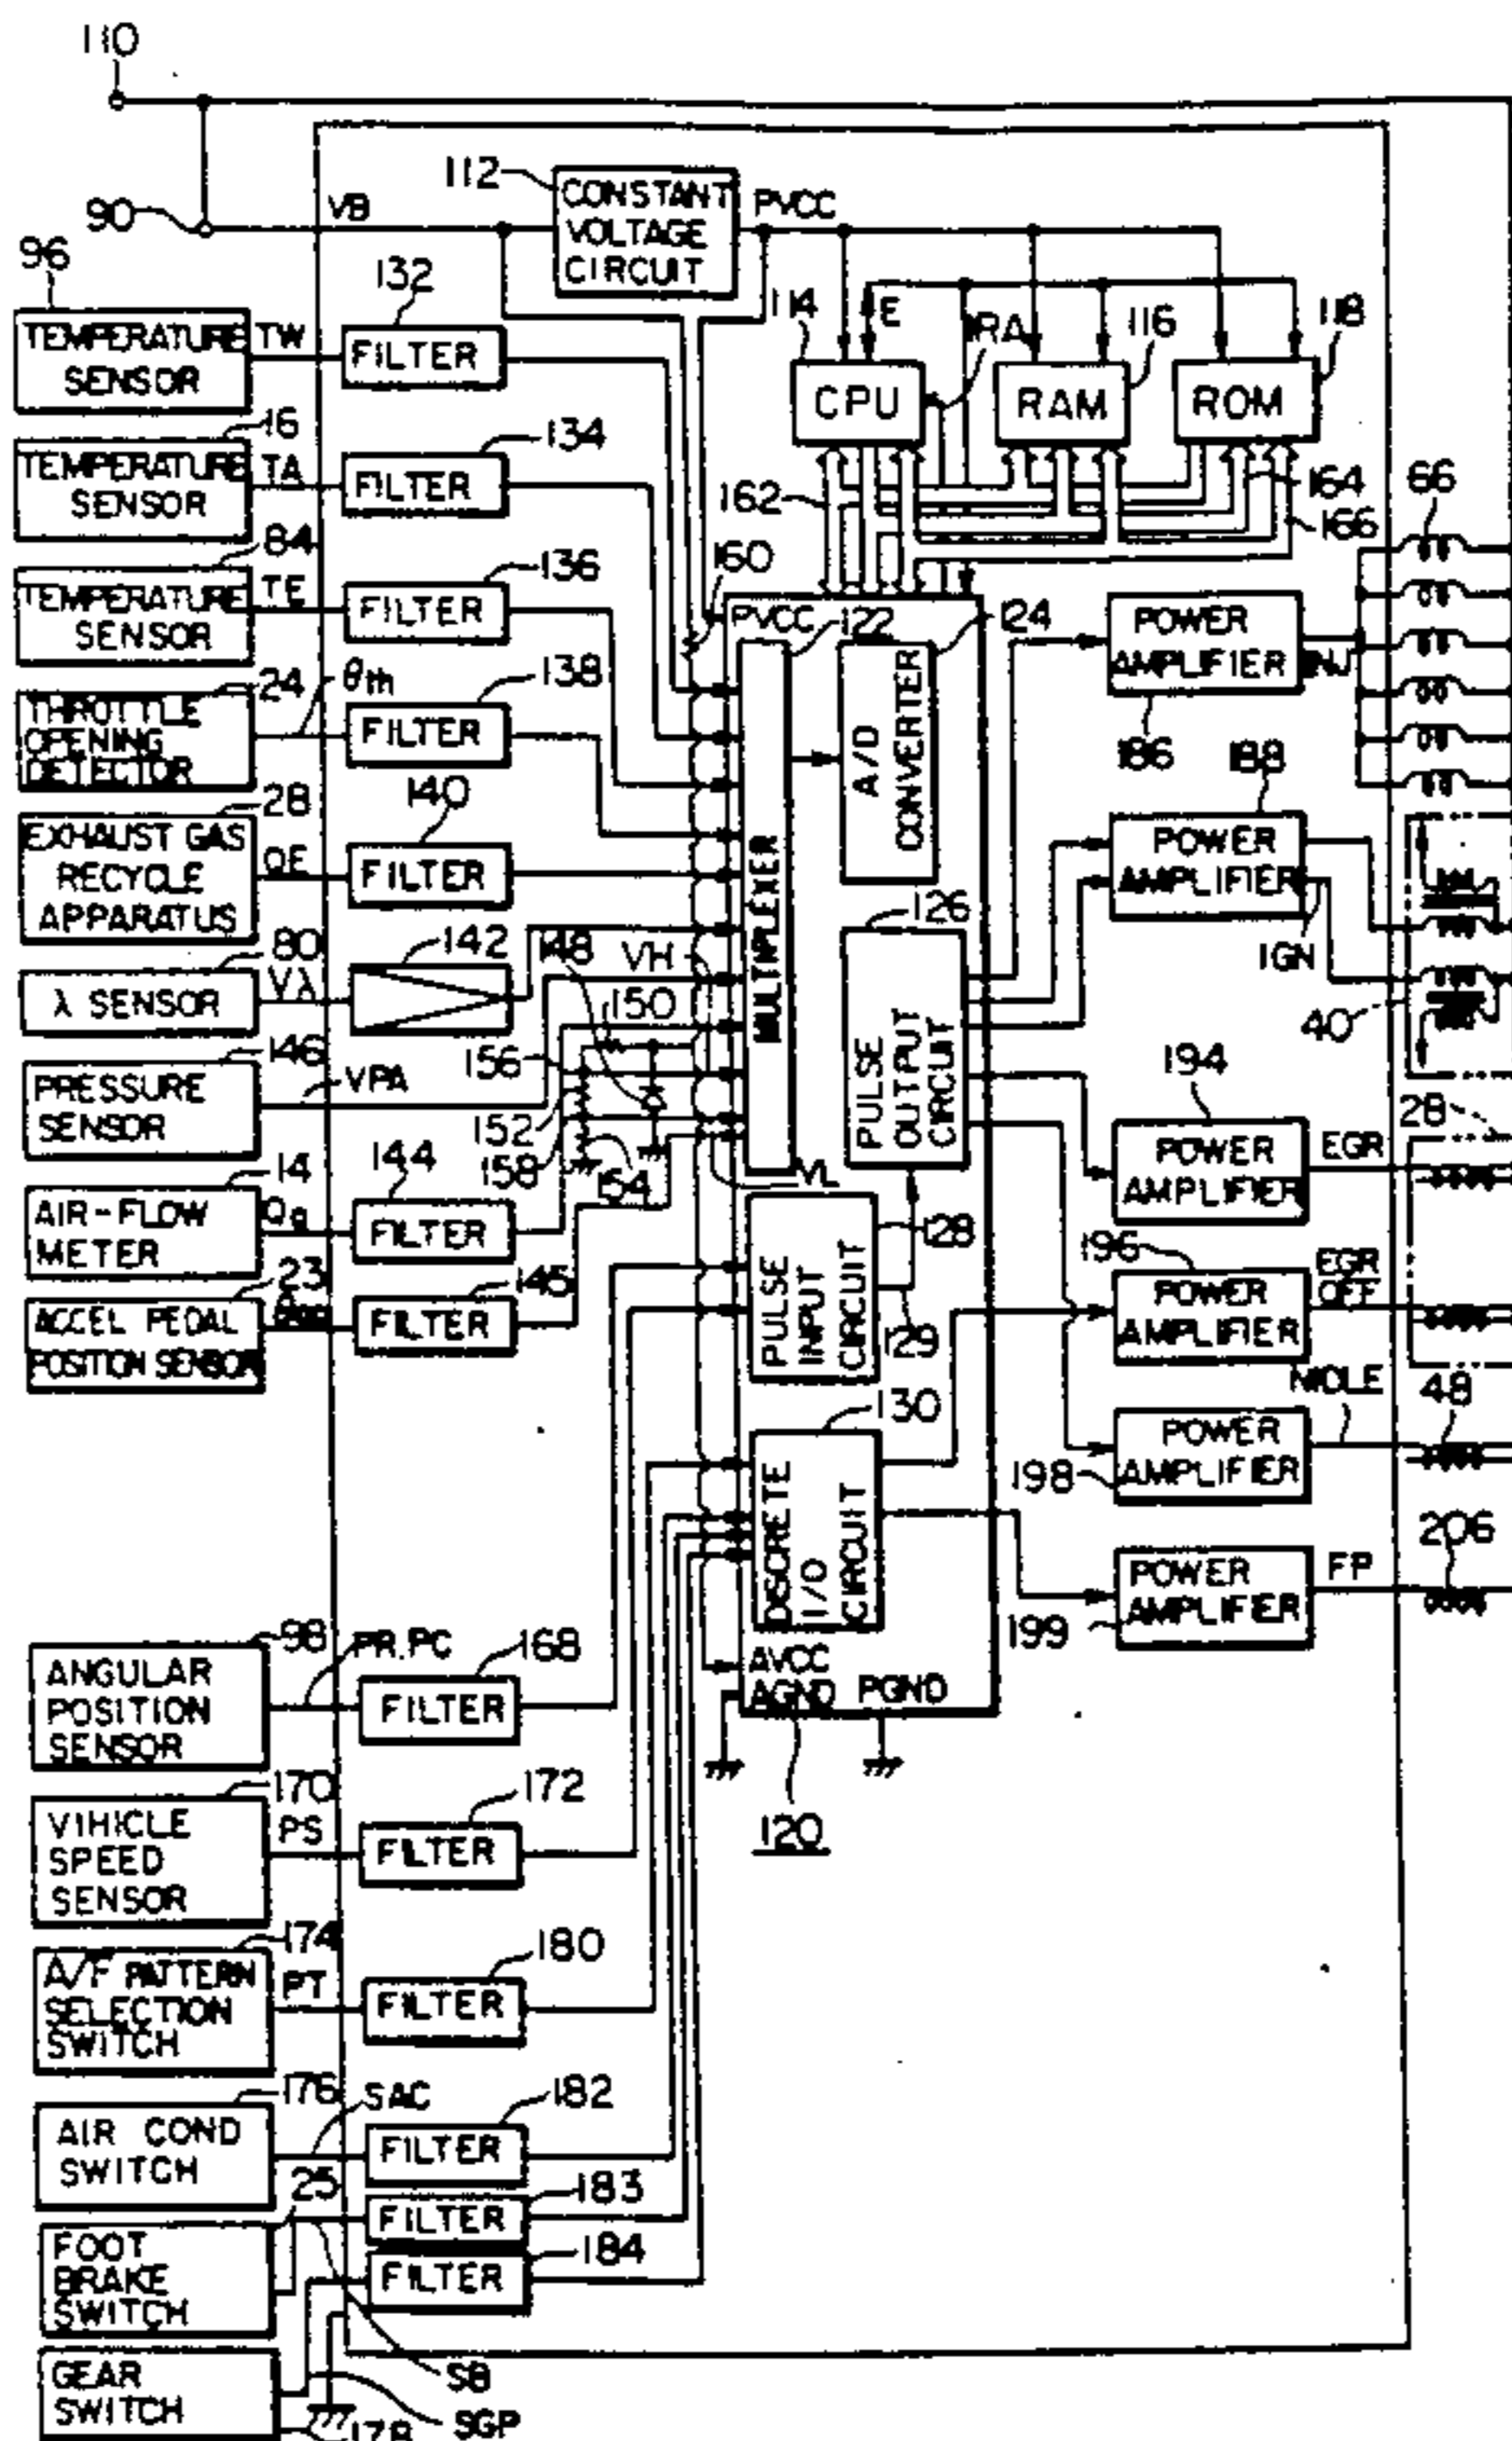 110
90
VB
112
CONSTANT
VOLTAGE
CIRCUIT
PVCC
96
TEMPERATURE
SENSOR
TW
132
FILTER
114
E
IRA
116
118
CPU
RAM
ROM
16
TEMPERATURE
SENSOR
TA
134
FILTER
162
164
166
66
84
TEMPERATURE
SENSOR
TE
136
FILTER
160
PVCC
122
124
MULTIPLEXER
A/D
CONVERTER
POWER
AMPLIFIER
INJ
186
24
THROTTLE
OPENING
DETECTOR
θth
138
FILTER
28
EXHAUST GAS
RECYCLE
APPARATUS
QE
140
FILTER
188
POWER
AMPLIFIER
IGN
40
80
λ SENSOR
Vλ
142
148
VH
150
126
PULSE
OUTPUT
CIRCUIT
146
PRESSURE
SENSOR
VPA
156
152
158
154
VL
194
POWER
AMPLIFIER
EGR
28
14
AIR-FLOW
METER
Qa
144
FILTER
PULSE
INPUT
CIRCUIT
128
129
196
POWER
AMPLIFIER
EGR
OFF
23
ACCEL PEDAL
POSITION SENSOR
145
FILTER
130
DISCRETE
I/O
CIRCUIT
NIDLE
48
POWER
AMPLIFIER
198
206
POWER
AMPLIFIER
FP
199
98
ANGULAR
POSITION
SENSOR
PR.PC
168
FILTER
AVCC
AGND
PGND
120
170
VIHICLE
SPEED
SENSOR
PS
172
FILTER
174
A/F PATTERN
SELECTION
SWITCH
PT
180
FILTER
176
AIR COND
SWITCH
SAC
182
FILTER
25
FOOT
BRAKE
SWITCH
183
FILTER
184
FILTER
SB
GEAR
SWITCH
SGP
178